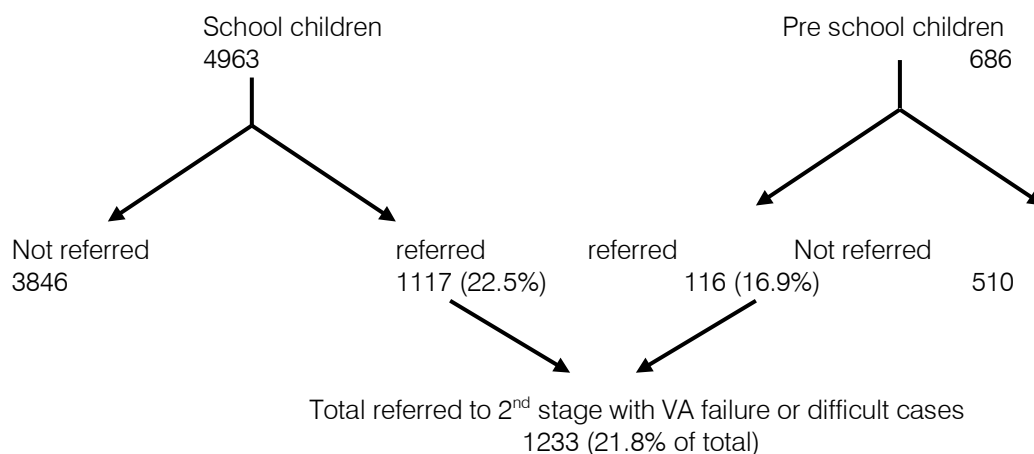 School children Pre school children
4963 686
Not referred referred referred Not referred
3846 1117 (22.5%) 116 (16.9%) 510
Total referred to 2nd stage with VA failure or difficult cases
1233 (21.8% of total)